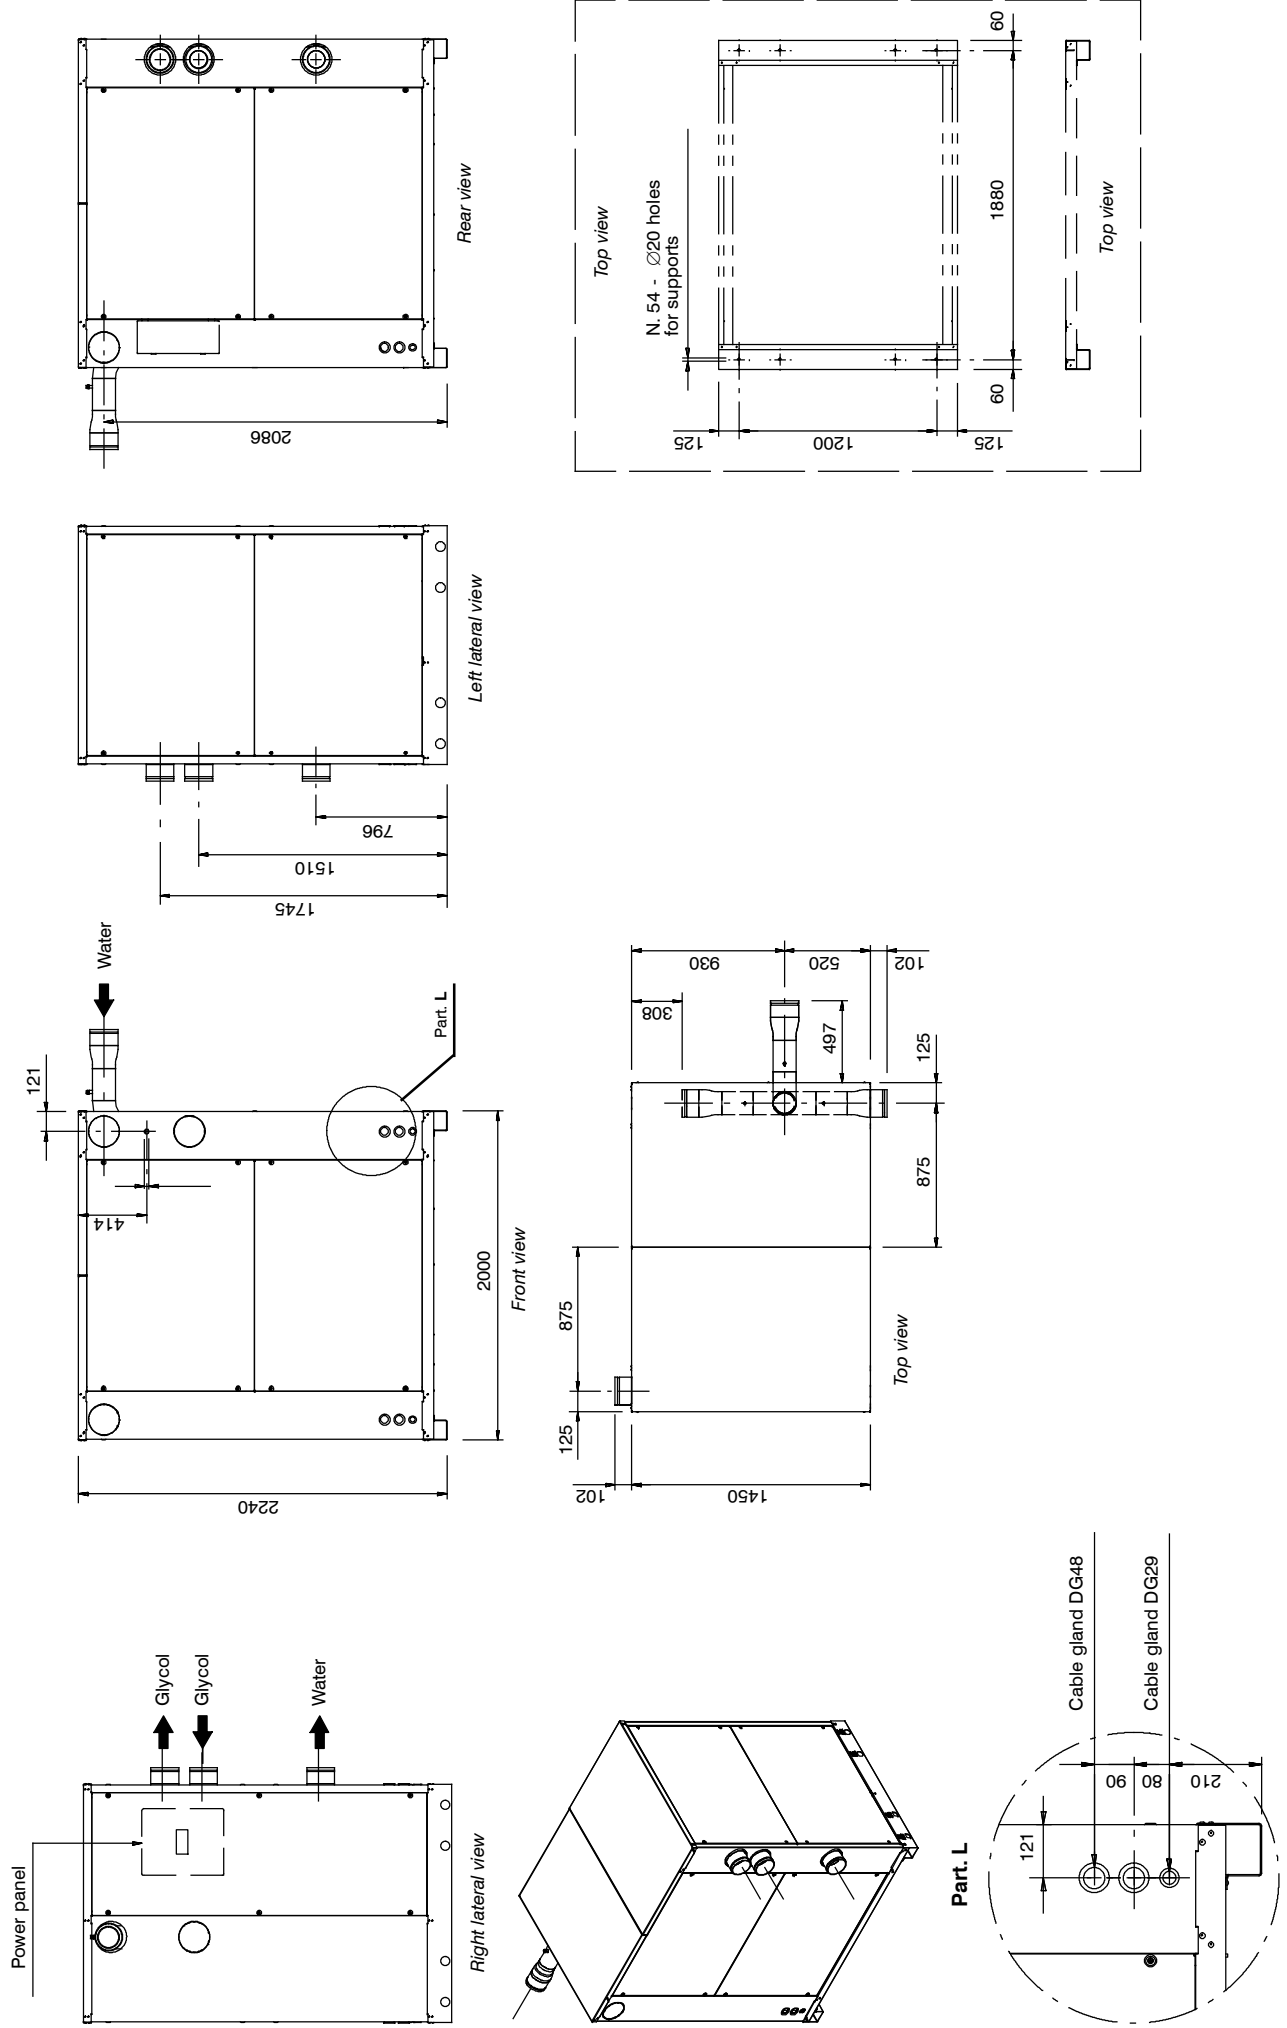 Power panel
Glycol
Glycol
Water
Right lateral view
2240
414
121
Water
Part. L
2000
Front view
1745
1510
796
Left lateral view
2086
Rear view
Part. L
121
90
80
210
Cable gland DG48
Cable gland DG29
102
1450
125
875
Top view
308
930
520
102
497
125
875
Top view
N. 54 - Ø20 holes
for supports
125
1200
125
60
1880
60
Top view